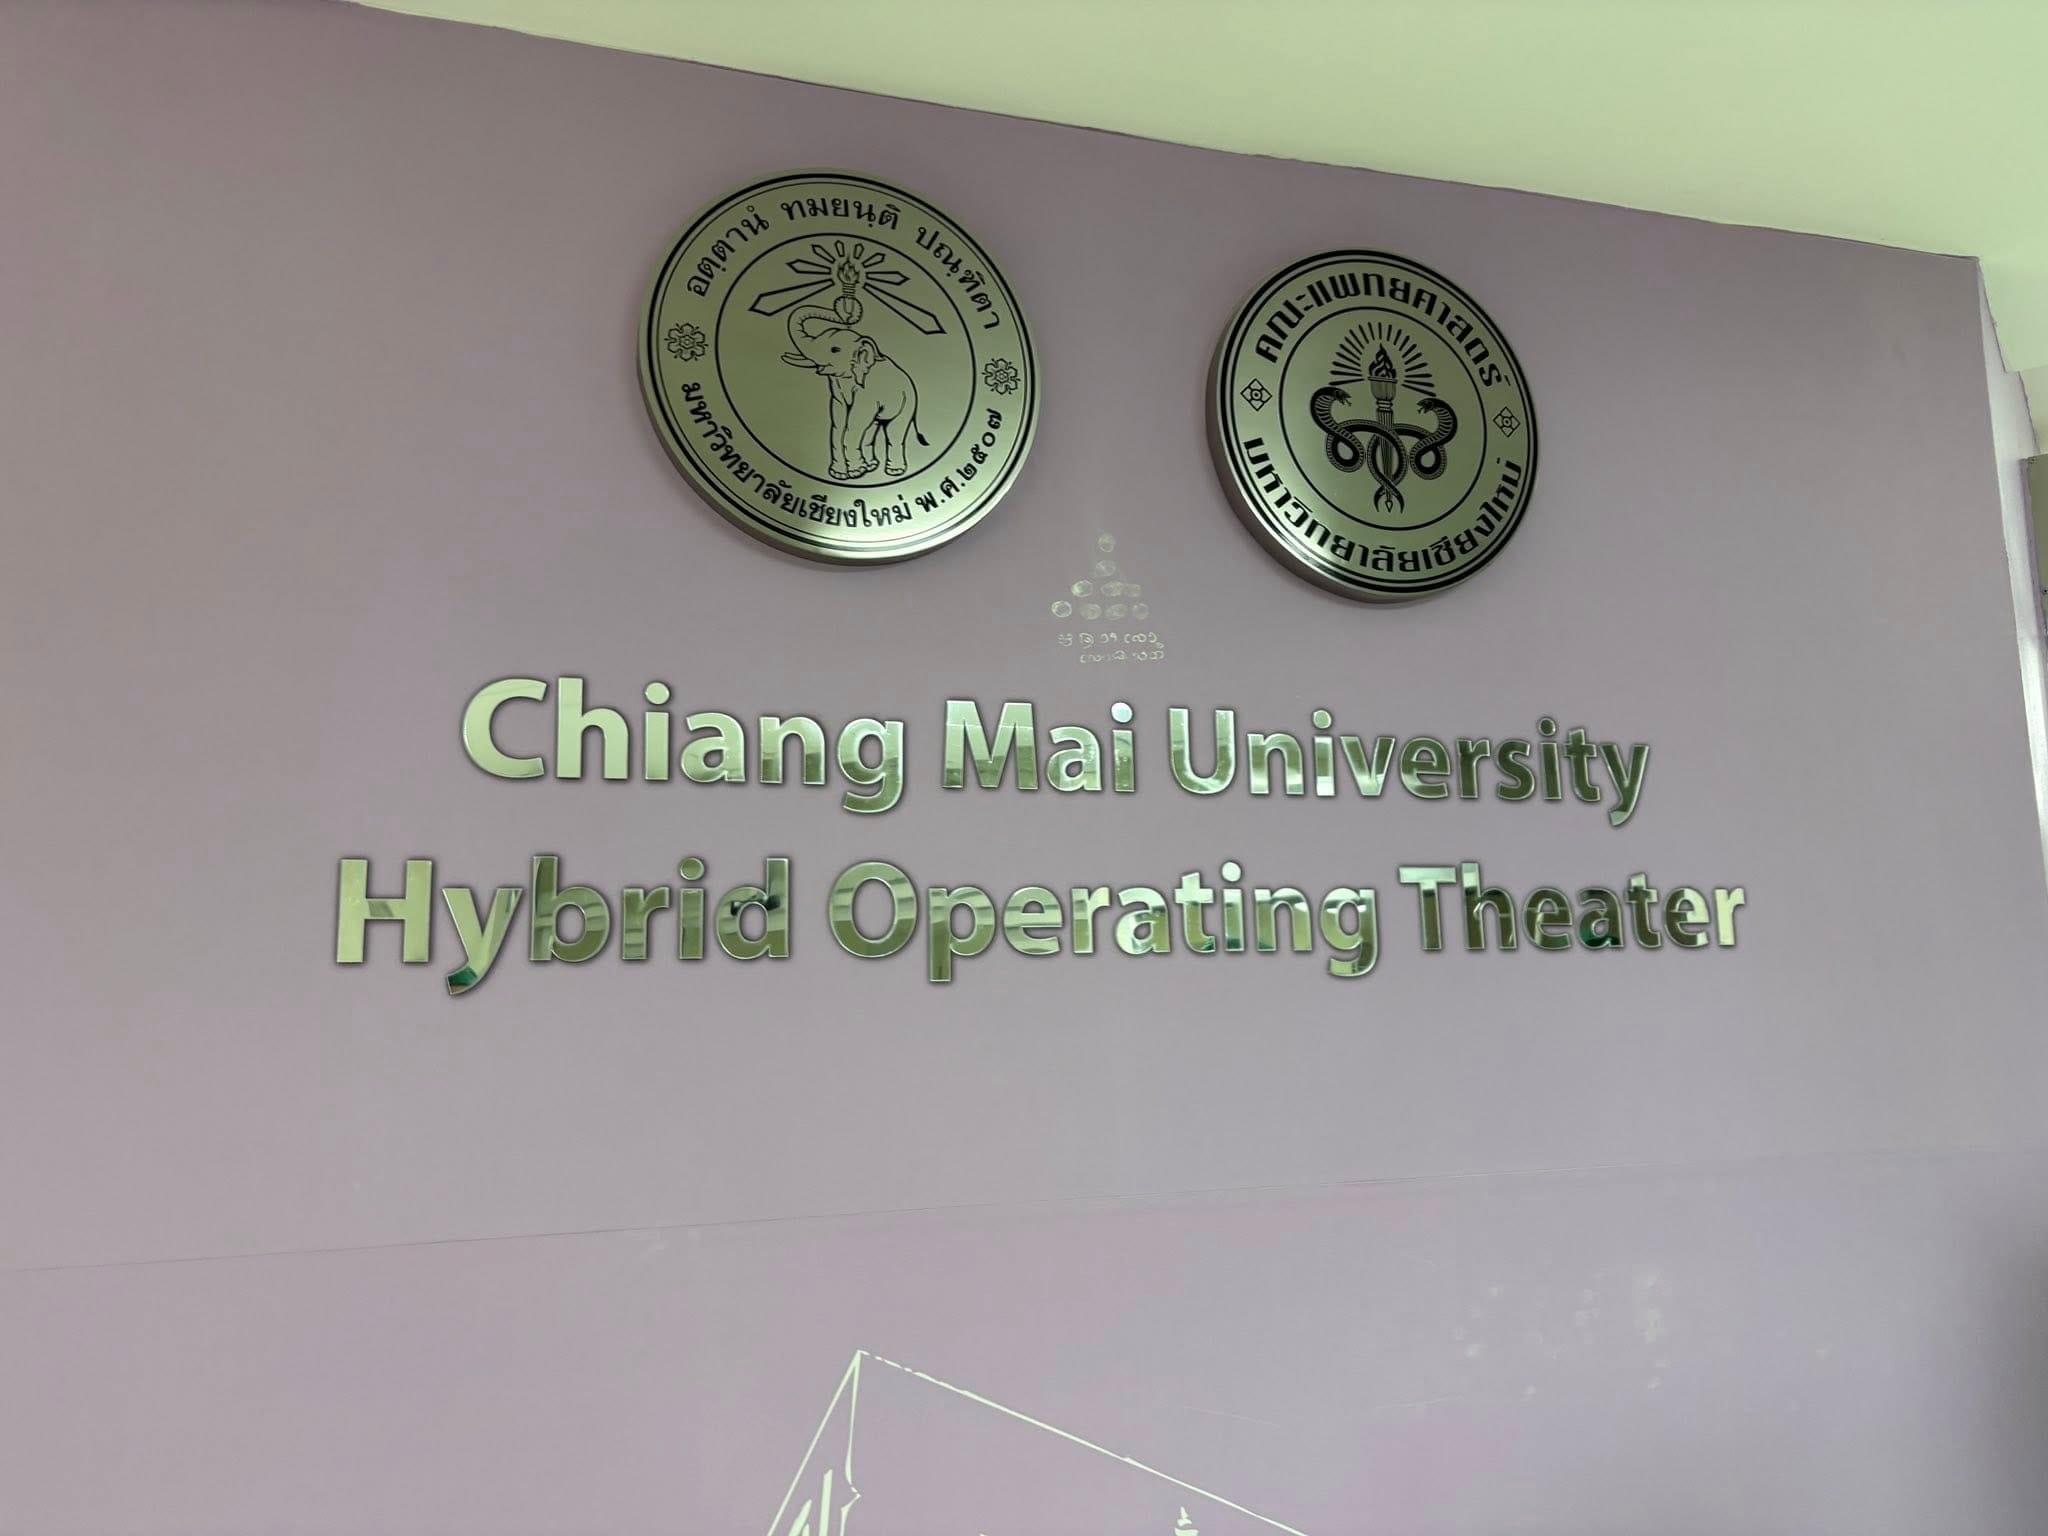 อตฺตานํ ทมยนฺติ ปณฺฑิตา
มหาวิทยาลัยเชียงใหม่ พ.ศ.๒๕๐๗
คณะแพทยศาสตร์
มหาวิทยาลัยเชียงใหม่
Chiang Mai University
Hybrid Operating Theater